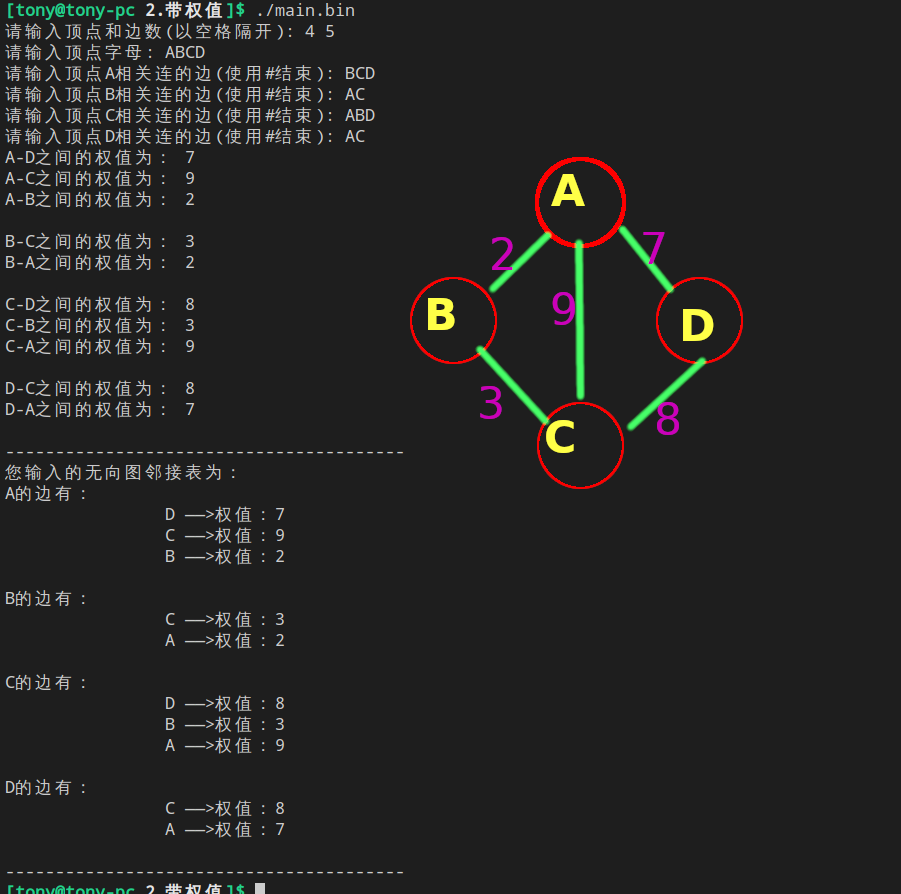 [tony@tony-pc 2.带权值]$ ./main.bin
请输入顶点和边数(以空格隔开): 4 5
请输入顶点字母: ABCD
请输入顶点A相关连的边(使用#结束): BCD
请输入顶点B相关连的边(使用#结束): AC
请输入顶点C相关连的边(使用#结束): ABD
请输入顶点D相关连的边(使用#结束): AC
A-D之间的权值为: 7
A-C之间的权值为: 9
A-B之间的权值为: 2
B-C之间的权值为: 3
B-A之间的权值为: 2
C-D之间的权值为: 8
C-B之间的权值为: 3
C-A之间的权值为: 9
D-C之间的权值为: 8
D-A之间的权值为: 7
----------------------------------------
您输入的无向图邻接表为:
A的边有:
D ——>权值:7
C ——>权值:9
B ——>权值:2
B的边有:
C ——>权值:3
A ——>权值:2
C的边有:
D ——>权值:8
B ——>权值:3
A ——>权值:9
D的边有:
C ——>权值:8
A ——>权值:7
----------------------------------------
[tony@tony-pc 2.带权值]$
A
2
7
9
B
D
3
8
C